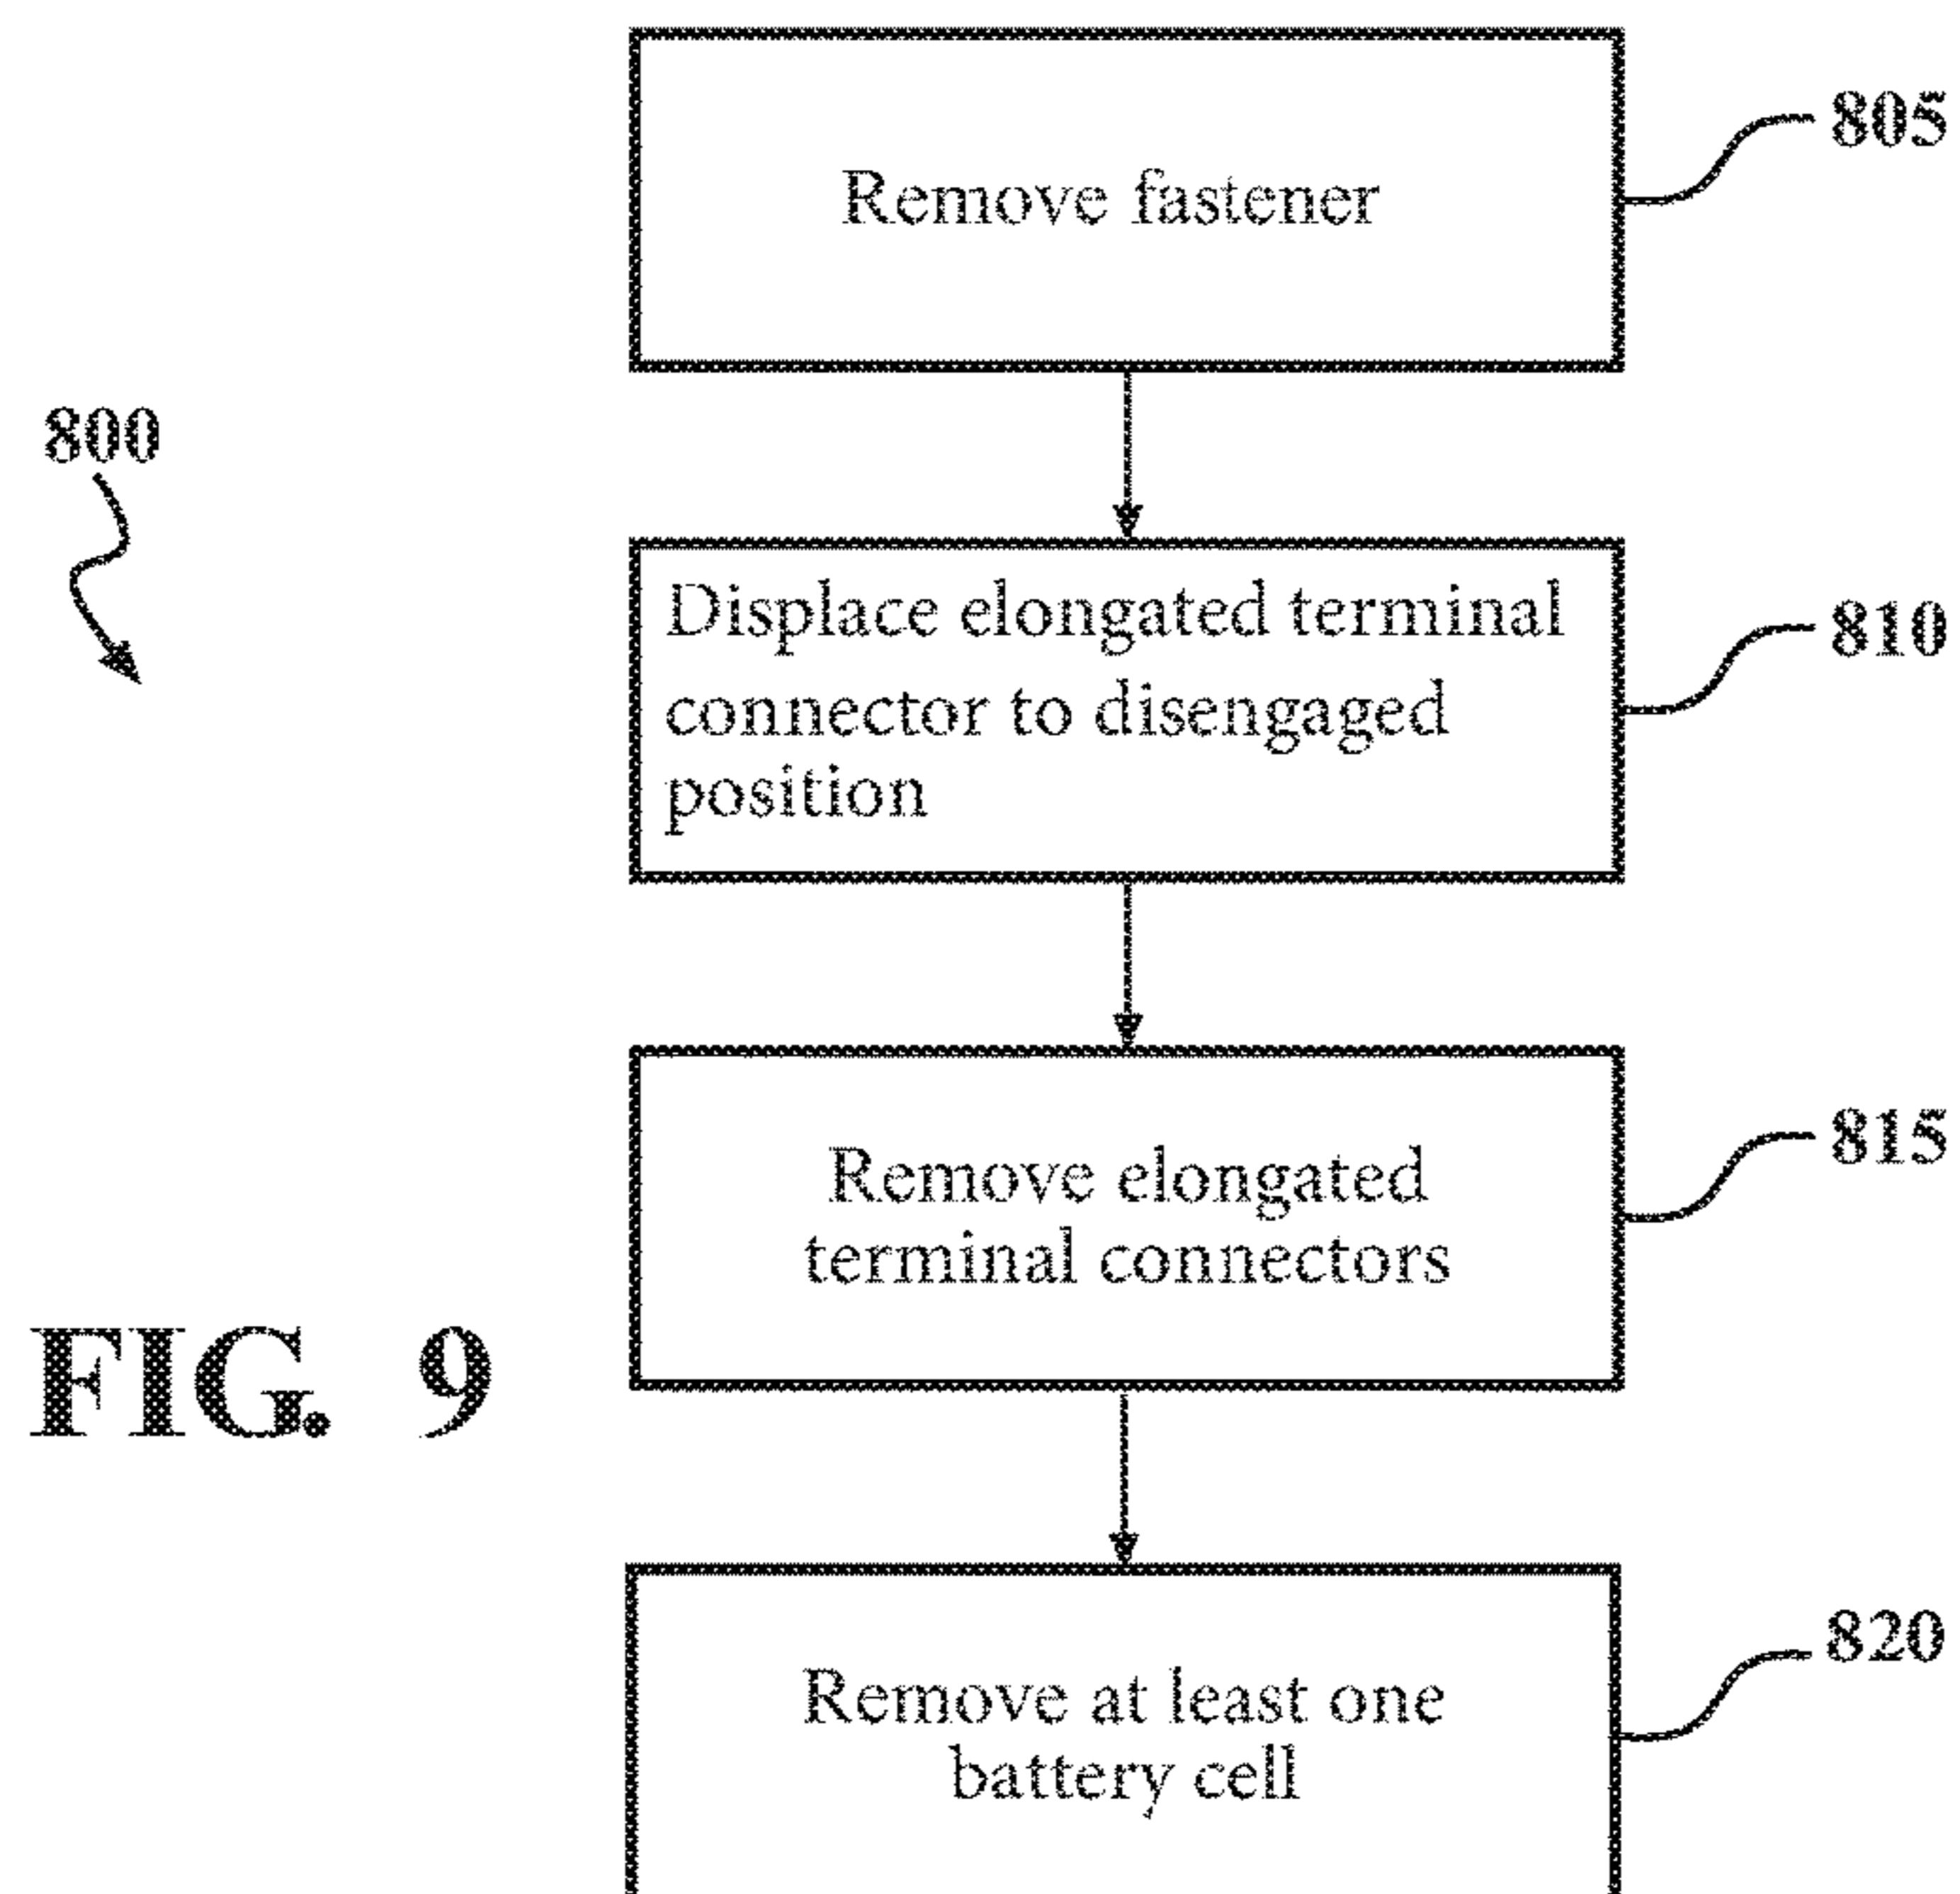 Remove fastener
805
800
Displace elongated terminal
connector to disengaged
position
810
Remove elongated
terminal connectors
815
FIG. 9
Remove at least one
battery cell
820